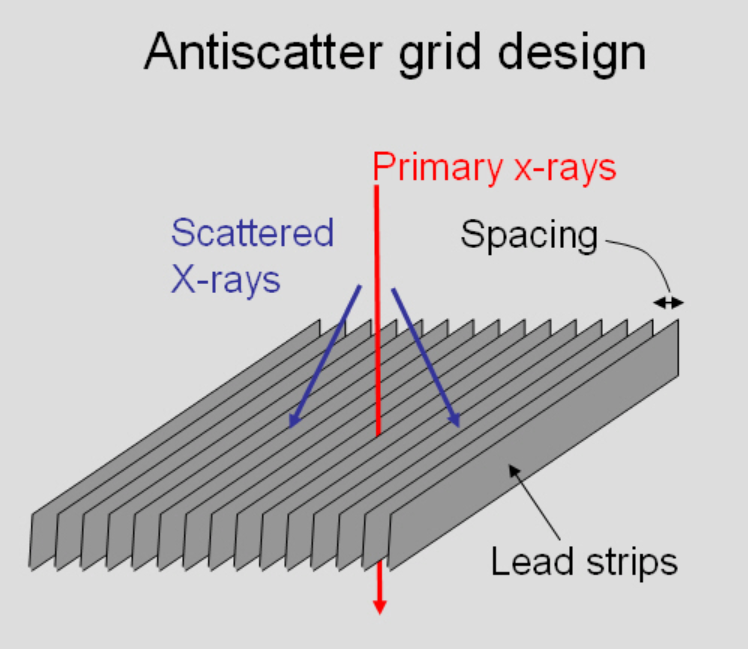 Antiscatter grid design
Primary x-rays
Scattered
X-rays
Spacing
Lead strips